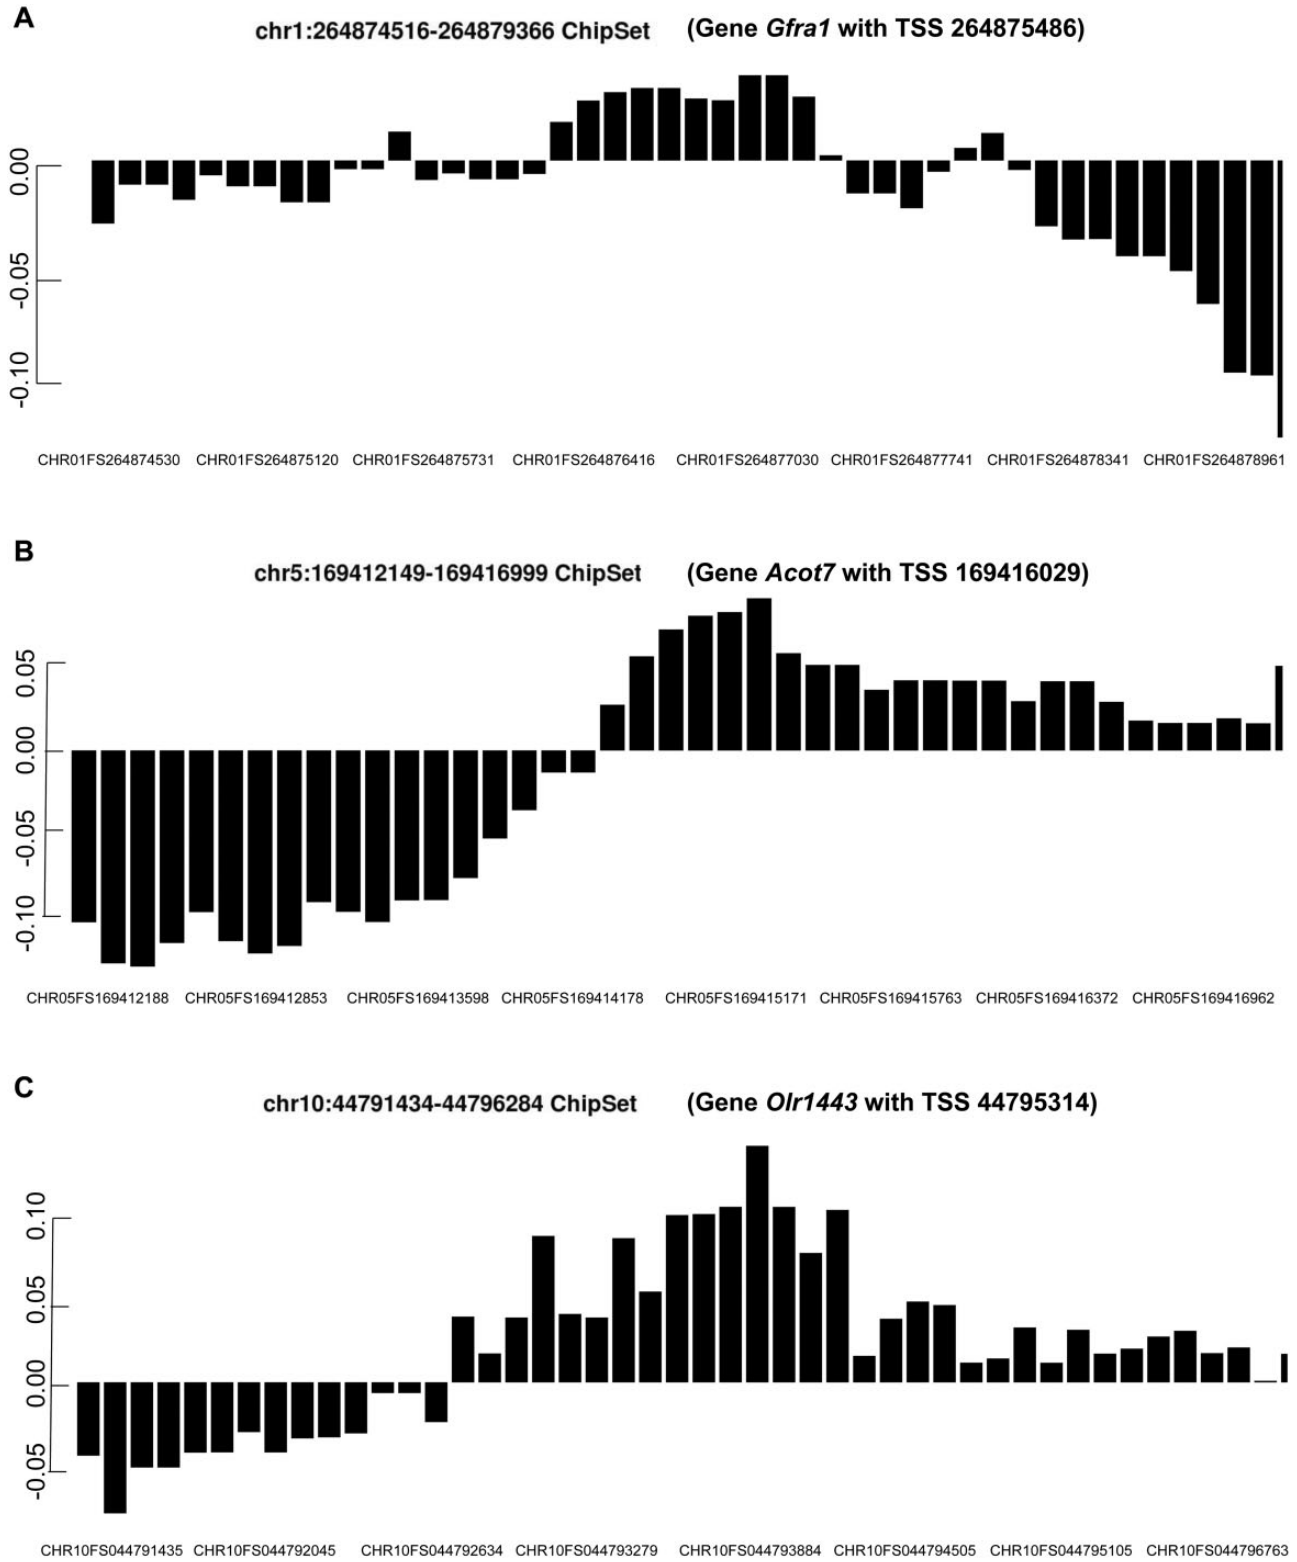 A
chr1:264874516-264879366 ChipSet (Gene Gfra1 with TSS 264875486)
0.00
-0.05
-0.10
CHR01FS264874530 CHR01FS264875120 CHR01FS264875731 CHR01FS264876416 CHR01FS264877030 CHR01FS264877741 CHR01FS264878341 CHR01FS264878961
B
chr5:169412149-169416999 ChipSet (Gene Acot7 with TSS 169416029)
0.05
0.00
-0.05
-0.10
CHR05FS169412188 CHR05FS169412853 CHR05FS169413598 CHR05FS169414178 CHR05FS169415171 CHR05FS169415763 CHR05FS169416372 CHR05FS169416962
C
chr10:44791434-44796284 ChipSet (Gene Olr1443 with TSS 44795314)
0.10
0.05
0.00
-0.05
CHR10FS044791435 CHR10FS044792045 CHR10FS044792634 CHR10FS044793279 CHR10FS044793884 CHR10FS044794505 CHR10FS044795105 CHR10FS044796763